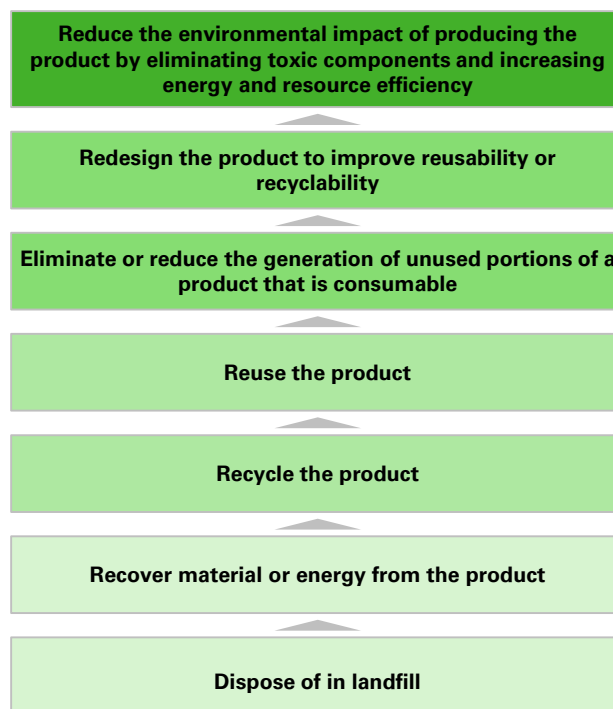 Reduce the environmental impact of producing the
product by eliminating toxic components and increasing
energy and resource efficiency
Redesign the product to improve reusability or
recyclability
Eliminate or reduce the generation of unused portions of a
product that is consumable
Reuse the product
Recycle the product
Recover material or energy from the product
Dispose of in landfill